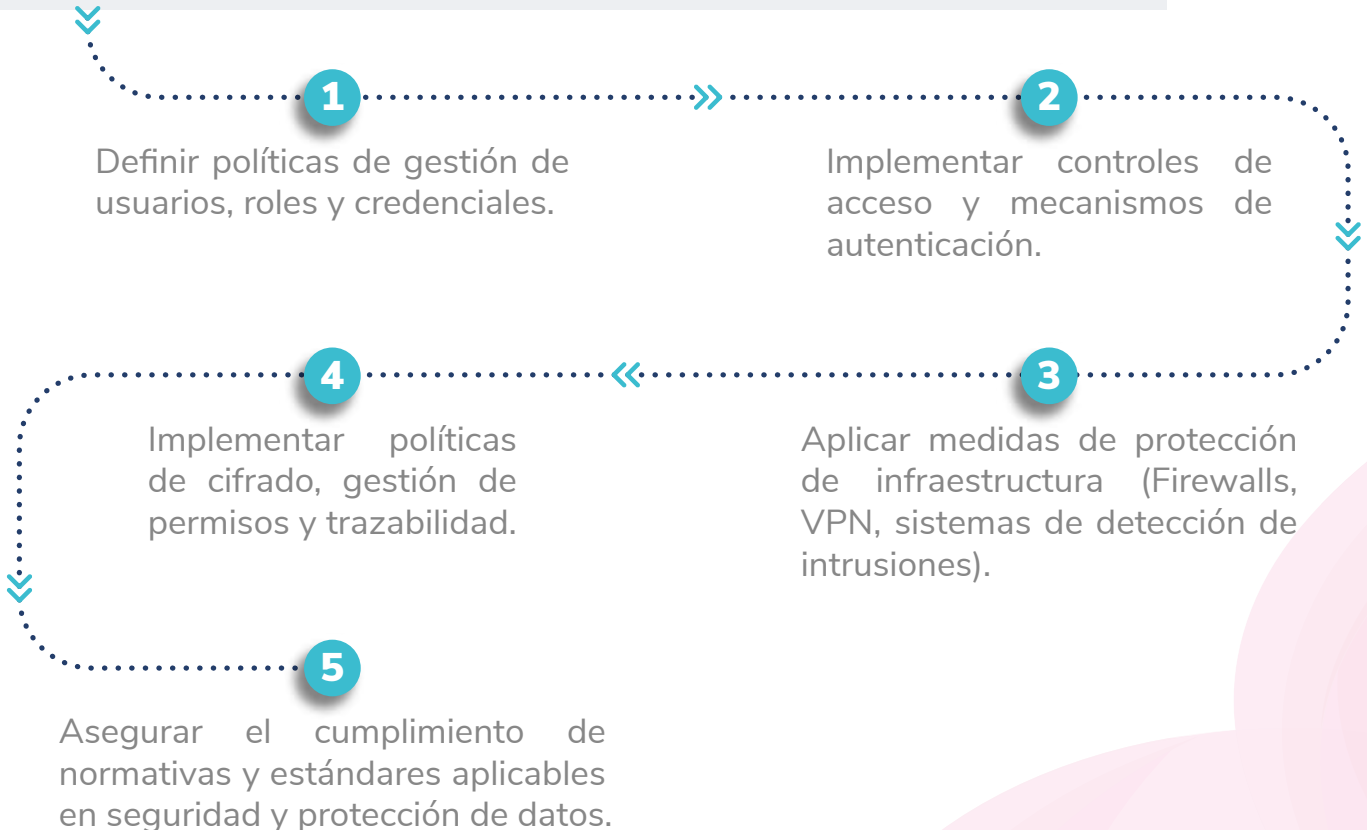 1
Definir políticas de gestión de
usuarios, roles y credenciales.
2
Implementar controles de
acceso y mecanismos de
autenticación.
3
Aplicar medidas de protección
de infraestructura (Firewalls,
VPN, sistemas de detección de
intrusiones).
4
Implementar políticas
de cifrado, gestión de
permisos y trazabilidad.
5
Asegurar el cumplimiento de
normativas y estándares aplicables
en seguridad y protección de datos.